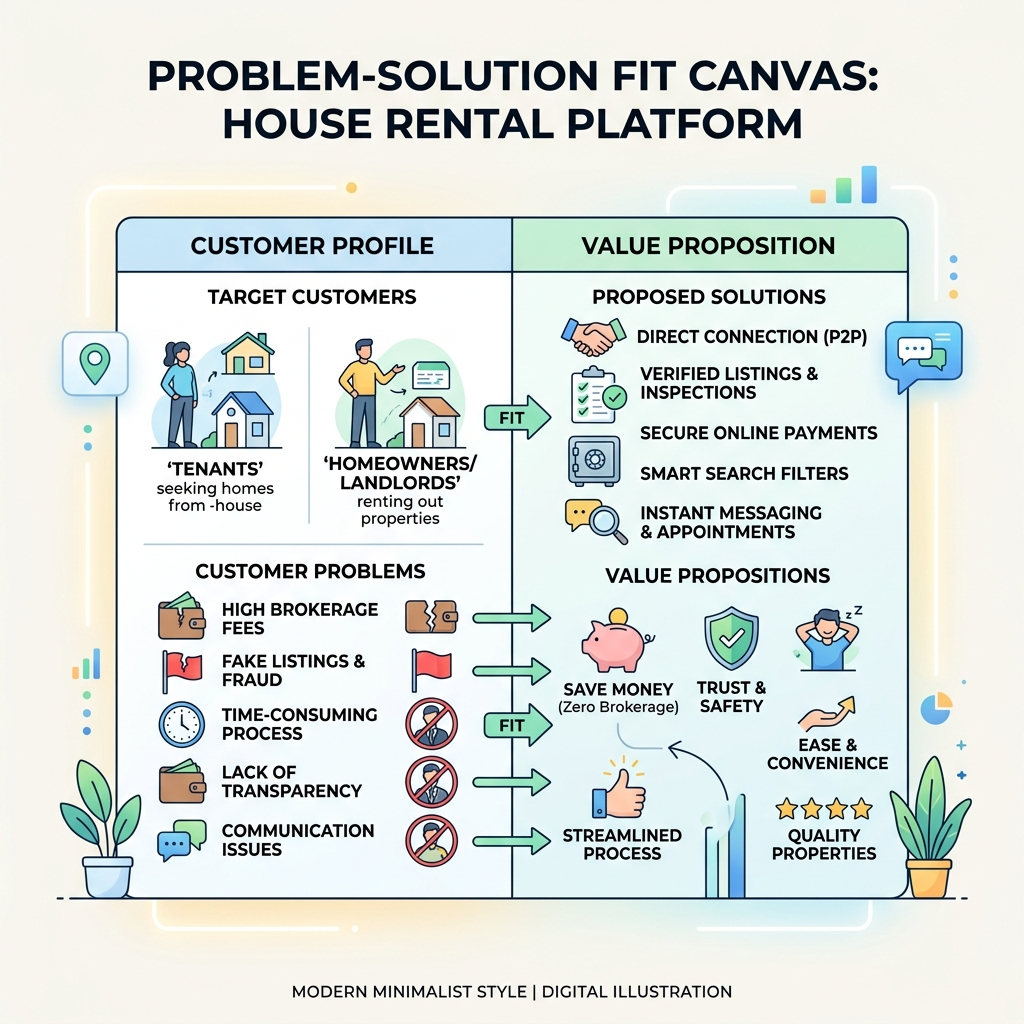 PROBLEM-SOLUTION FIT CANVAS:
HOUSE RENTAL PLATFORM
CUSTOMER PROFILE
TARGET CUSTOMERS
'TENANTS'
seeking homes
from -house
'HOMEOWNERS/
LANDLORDS'
renting out
properties
FIT
CUSTOMER PROBLEMS
HIGH BROKERAGE
FEES
FAKE LISTINGS &
FRAUD
TIME-CONSUMING
PROCESS
LACK OF
TRANSPARENCY
COMMUNICATION
ISSUES
FIT
VALUE PROPOSITION
PROPOSED SOLUTIONS
DIRECT CONNECTION (P2P)
VERIFIED LISTINGS &
INSPECTIONS
SECURE ONLINE PAYMENTS
SMART SEARCH FILTERS
INSTANT MESSAGING
& APPOINTMENTS
VALUE PROPOSITIONS
SAVE MONEY
(Zero Brokerage)
TRUST &
SAFETY
z Z
EASE &
CONVENIENCE
STREAMLINED
PROCESS
QUALITY
PROPERTIES
MODERN MINIMALIST STYLE | DIGITAL ILLUSTRATION